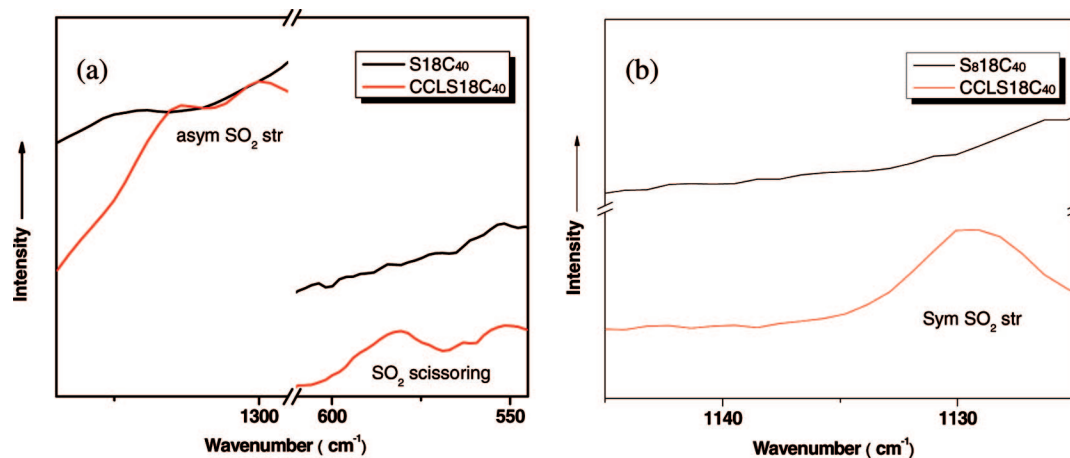 (a)
S18C₄₀
CCLS18C₄₀
asym SO₂ str
SO₂ scissoring
Intensity
1300
600
550
Wavenumber ( cm⁻¹)
(b)
S₈18C₄₀
CCLS18C₄₀
Sym SO₂ str
Intensity
1140
1130
Wavenumber ( cm⁻¹)